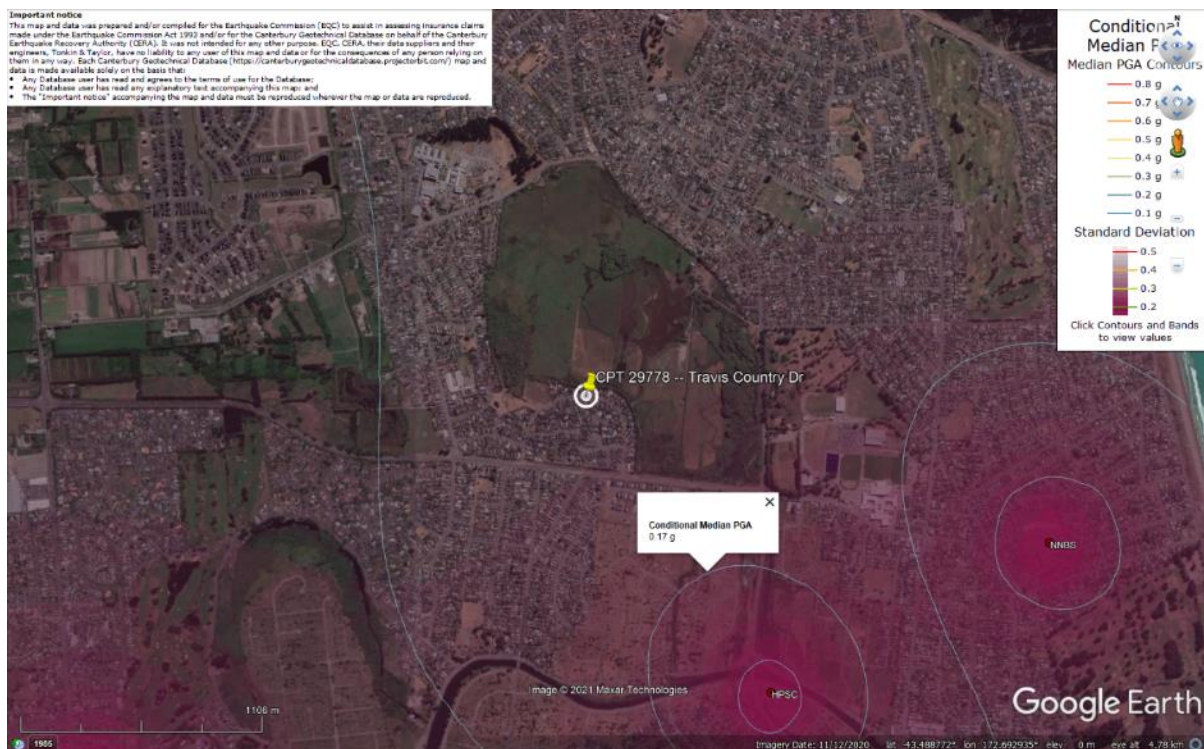 Important notice
This map and data was prepared and/or compiled for the Earthquake Commission (EQC) to assist in assessing insurance claims
made under the Earthquake Commission Act 1993 and/or for the Canterbury Geotechnical Database on behalf of the Canterbury
Earthquake Recovery Authority (CERA). It was not intended for any other purpose. EQC, CERA, their data suppliers and their
engineers, Tonkin & Taylor, have no liability to any user of this map and data or for the consequences of any person relying on
them in any way. Each Canterbury Geotechnical Database (https://canterburygeotechnicaldatabase.projectorbit.com/) map and
data is made available solely on the basis that:
• Any Database user has read and agrees to the terms of use for the Database;
• Any Database user has read any explanatory text accompanying this map; and
• The "Important notice" accompanying the map and data must be reproduced wherever the map or data are reproduced.
Conditional
Median
Median PGA Contours
0.8 g
0.7 g
0.6 g
0.5 g
0.4 g
0.3 g
0.2 g
0.1 g
Standard Deviation
0.5
0.4
0.3
0.2
Click Contours and Bands
to view values
N
CPT 29778 -- Travis Country Dr
Conditional Median PGA
0.17 g
NNBS
HPSC
Image © 2021 Maxar Technologies
Google Earth
1106 m
1985
Imagery Date: 11/12/2020 lat -43.488772° lon 172.692935° elev 0 m eye alt 4.78 km